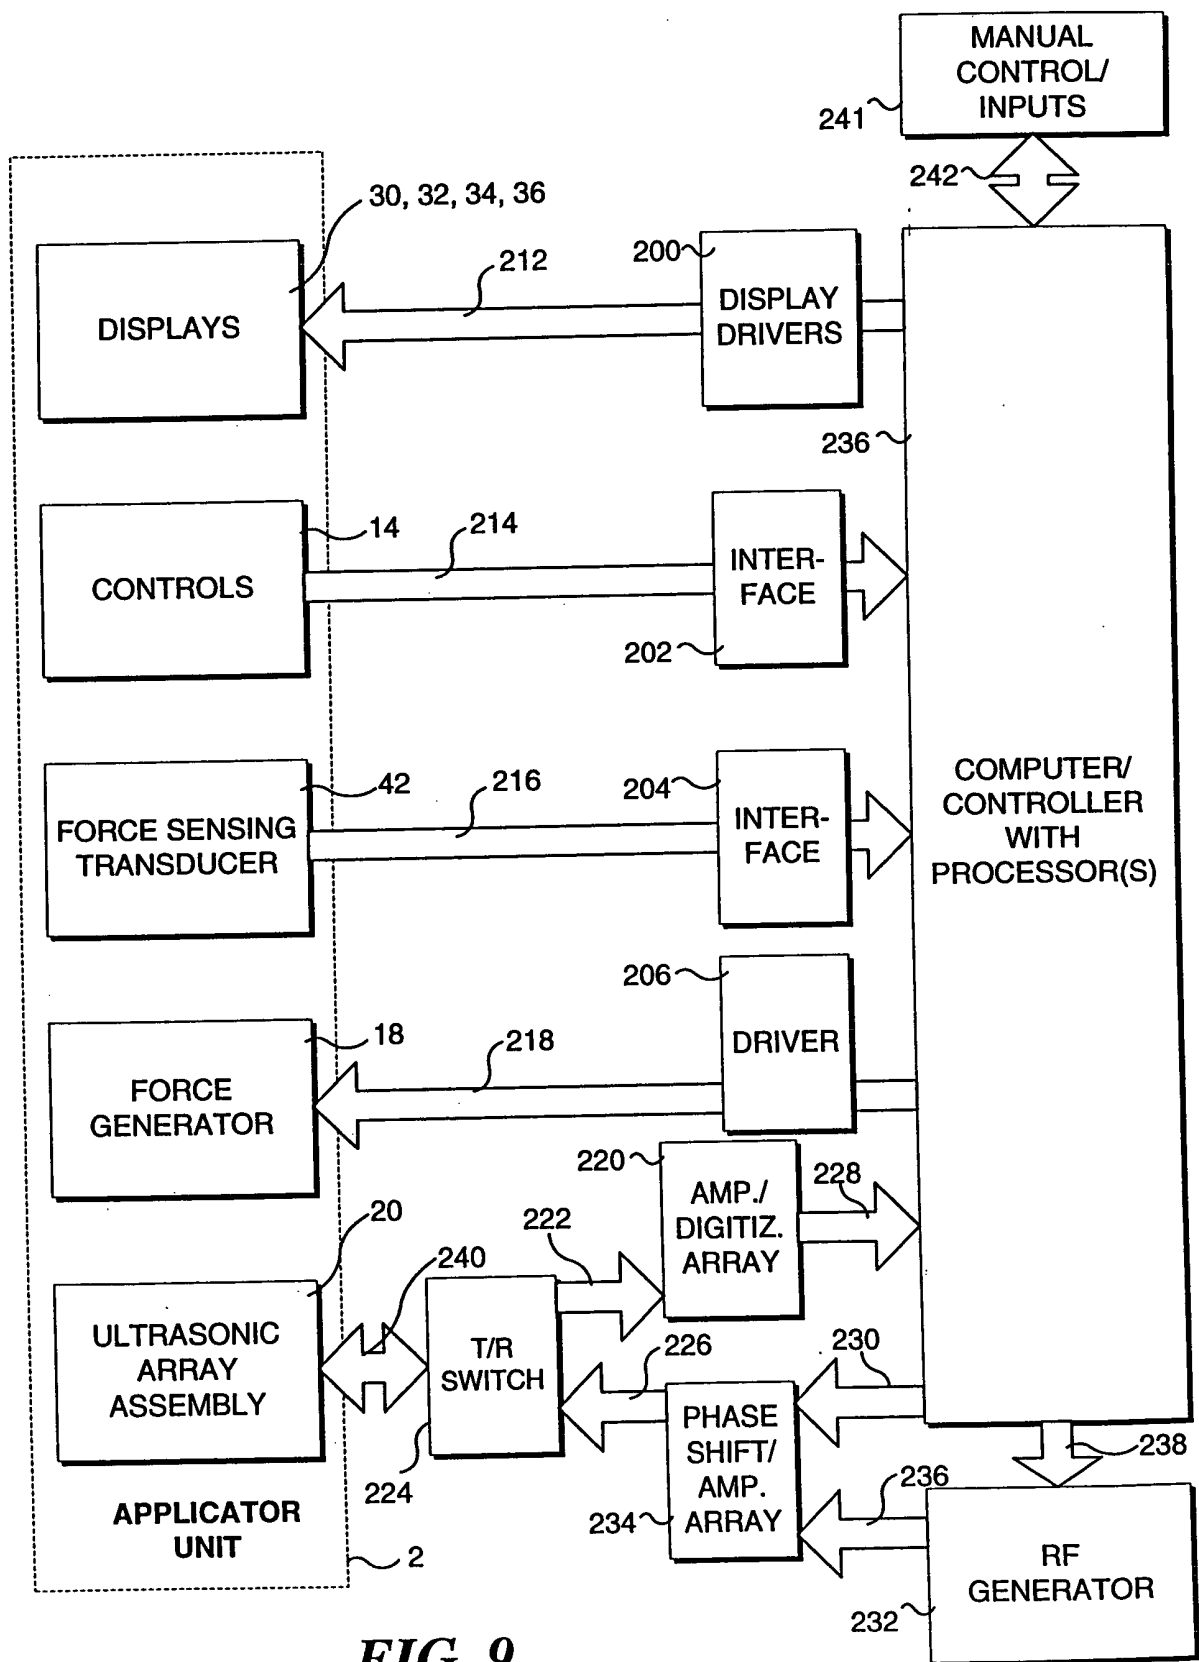 MANUAL
CONTROL/
INPUTS
241
242
30, 32, 34, 36
DISPLAYS
212
200
DISPLAY
DRIVERS
236
CONTROLS
14
214
INTER-
FACE
202
FORCE SENSING
TRANSDUCER
42
216
204
INTER-
FACE
COMPUTER/
CONTROLLER
WITH
PROCESSOR(S)
FORCE
GENERATOR
18
218
206
DRIVER
220
AMP./
DIGITIZ.
ARRAY
228
222
20
240
ULTRASONIC
ARRAY
ASSEMBLY
T/R
SWITCH
224
226
230
PHASE
SHIFT/
AMP.
ARRAY
234
238
236
RF
GENERATOR
232
APPLICATOR
UNIT
2
FIG. 9